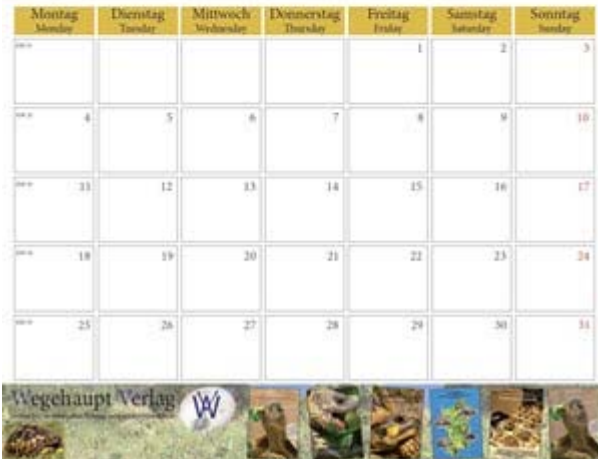 Montag Dienstag Mittwoch Donnerstag Freitag Samstag Sonntag
Monday Tuesday Wednesday Thursday Friday Saturday Sunday
1 2 3
4 5 6 7 8 9 10
11 12 13 14 15 16 17
18 19 20 21 22 23 24
25 26 27 28 29 30 31
Wegehaupt Verlag